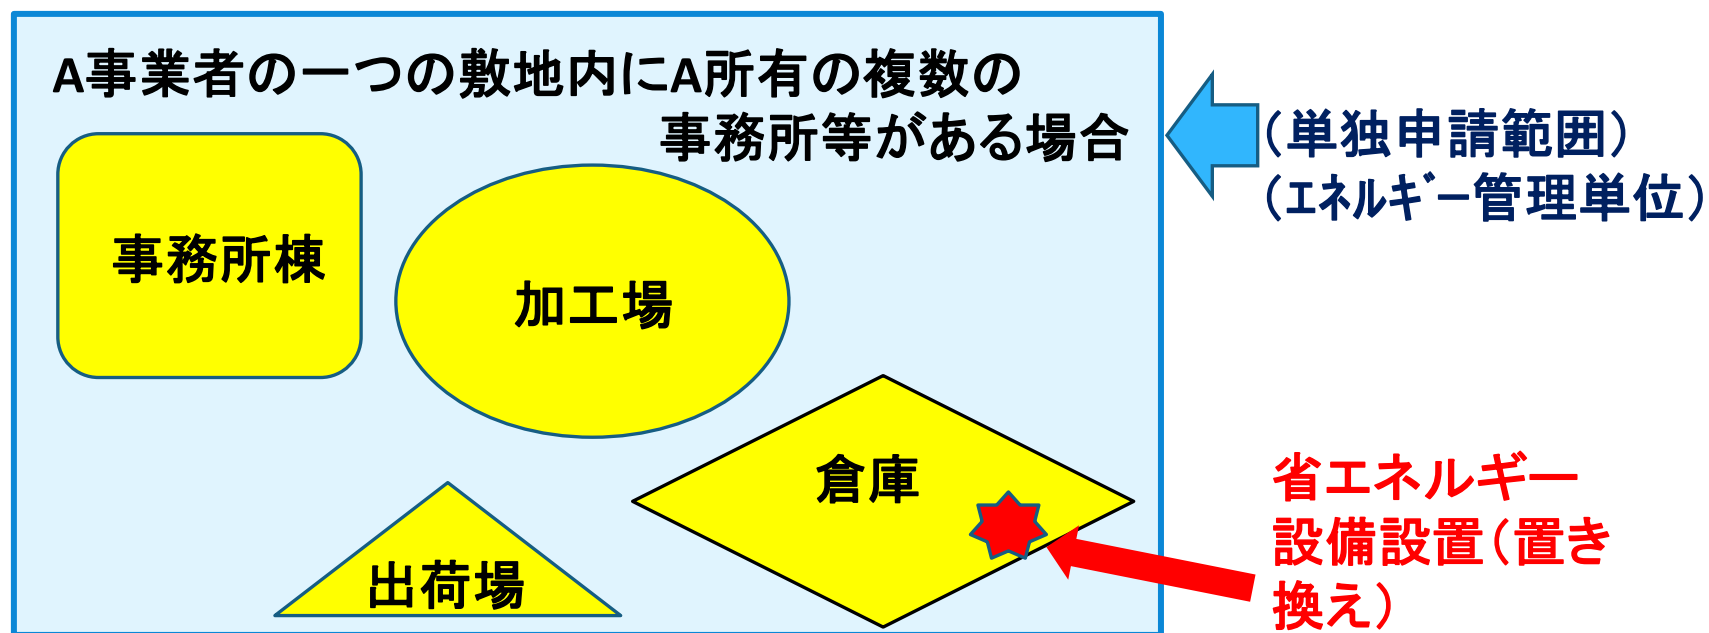 A事業者の一つの敷地内にA所有の複数の
事務所等がある場合
(単独申請範囲)
(ｴﾈﾙｷﾞｰ管理単位)
事務所棟
加工場
倉庫
出荷場
省エネルギー
設備設置(置き
換え)